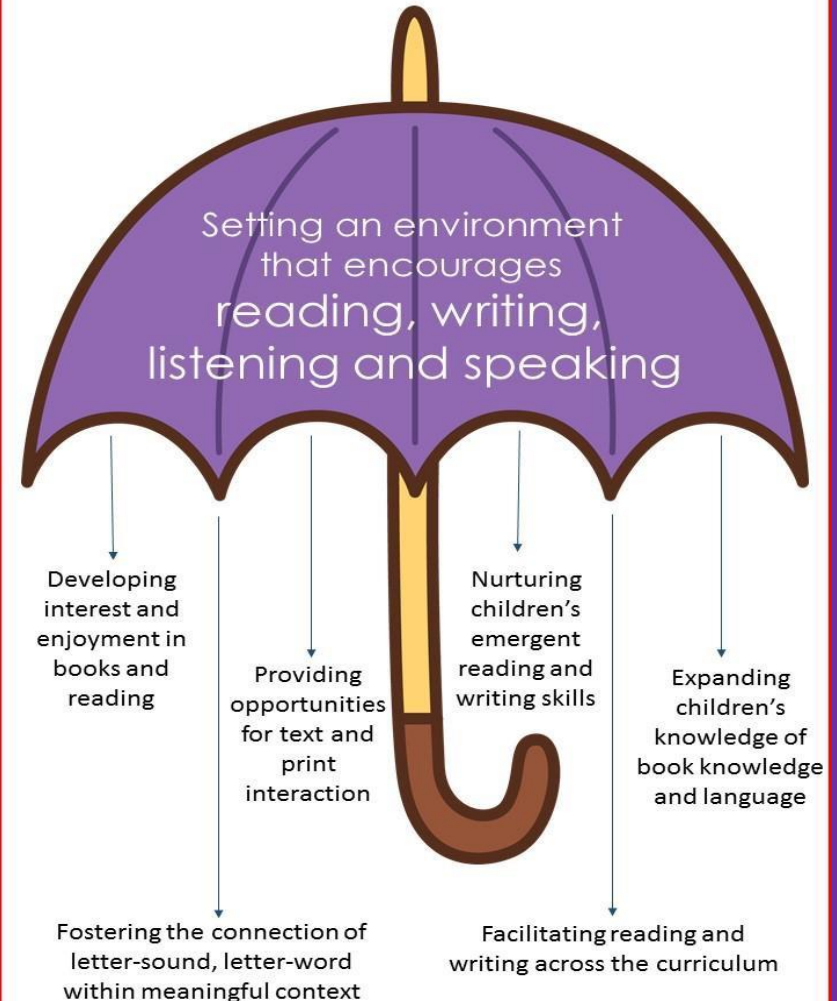 Setting an environment
that encourages
reading, writing,
listening and speaking
Developing
interest and
enjoyment in
books and
reading
Fostering the connection of
letter-sound, letter-word
within meaningful context
Providing
opportunities
for text and
print
interaction
Nurturing
children's
emergent
reading and
writing skills
Facilitating reading and
writing across the curriculum
Expanding
children's
knowledge of
book knowledge
and language